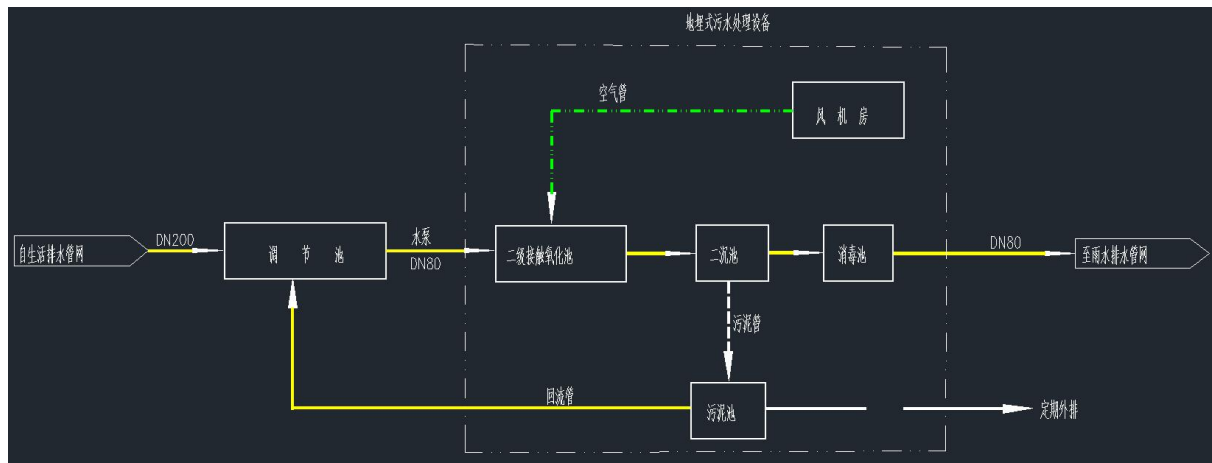 地埋式污水处理设备
空气管
风机房
自生活排水管网
DN200
调节池
水泵
DN80
二级接触氧化池
二沉池
消毒池
DN80
至雨水排水管网
污泥管
回流管
污泥池
定期外排